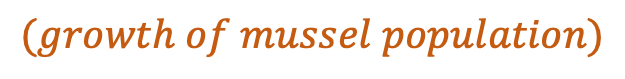 (growth of mussel population)